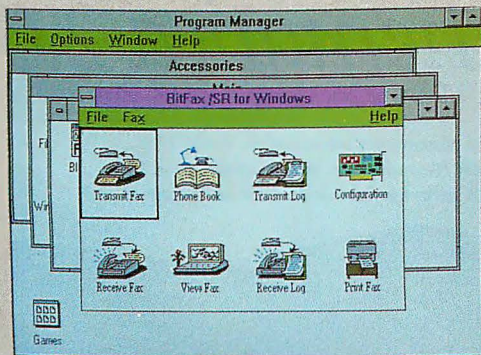 Program Manager
File Options Window Help
Accessories
Main
BitFax /SR for Windows
File Fax Help
Transmit Fax Phone Book Transmit Log Configuration
Receive Fax View Fax Receive Log Print Fax
Games